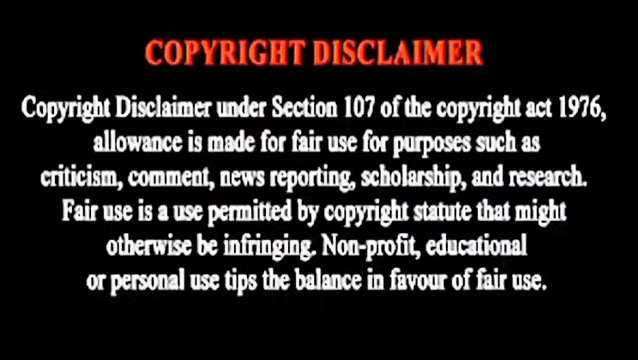 COPYRIGHT DISCLAIMER
Copyright Disclaimer under Section 107 of the copyright act 1976,
allowance is made for fair use for purposes such as
criticism, comment, news reporting, scholarship, and research.
Fair use is a use permitted by copyright statute that might
otherwise be infringing. Non-profit, educational
or personal use tips the balance in favour of fair use.